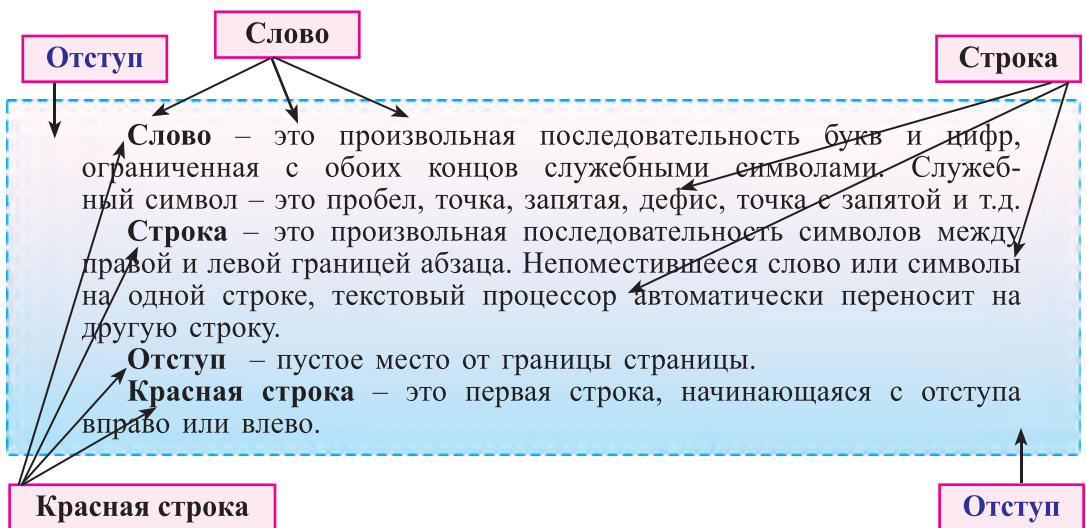 Слово
Отступ
Строка
Слово – это произвольная последовательность букв и цифр,
ограниченная с обоих концов служебными символами. Служеб-
ный символ – это пробел, точка, запятая, дефис, точка с запятой и т.д.
Строка – это произвольная последовательность символов между
правой и левой границей абзаца. Непоместившееся слово или символы
на одной строке, текстовый процессор автоматически переносит на
другую строку.
Отступ – пустое место от границы страницы.
Красная строка – это первая строка, начинающаяся с отступа
вправо или влево.
Красная строка
Отступ